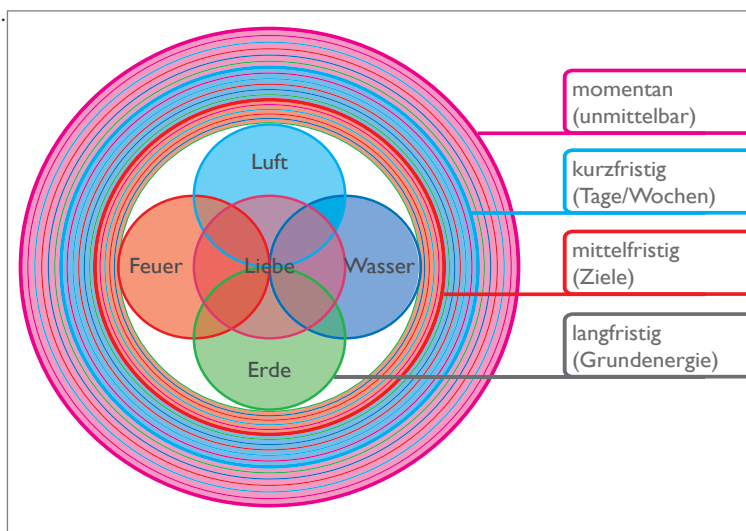 momentan
(unmittelbar)
Luft
kurzfristig
(Tage/Wochen)
Feuer
Liebe
Wasser
mittelfristig
(Ziele)
Erde
langfristig
(Grundenergie)